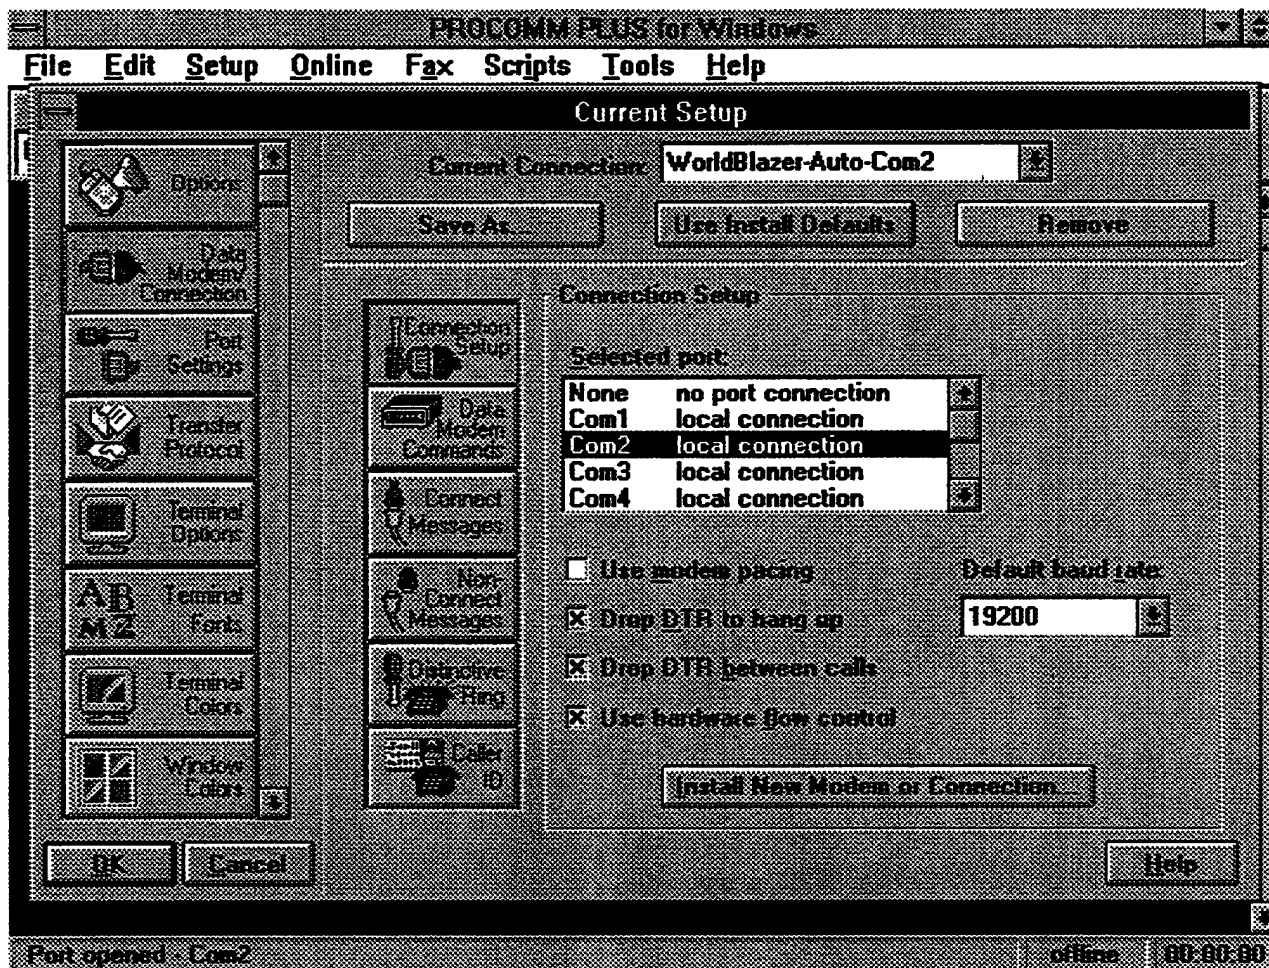 PROCOMM PLUS for Windows
File Edit Setup Online Fax Scripts Tools Help
Current Setup
Current Connection: WorldBlazer-Auto-Com2
Save As... Use Install Defaults Remove
Options
Data Modem/ Connection
Port Settings
Transfer Protocol
Terminal Options
AB MZ Terminal Fonts
Terminal Colors
Window Colors
Connection Setup
Data Modem Commands
Connect Messages
Non-Connect Messages
Distinctive Ring
Caller ID
Connection Setup
Selected port:
None no port connection
Com1 local connection
Com2 local connection
Com3 local connection
Com4 local connection
Use modem pacing
Drop DTR to hang up
Drop DTR between calls
Use hardware flow control
Default baud rate:
19200
Install New Modem or Connection...
OK Cancel Help
Port opened - Com2 offline 00:00:00